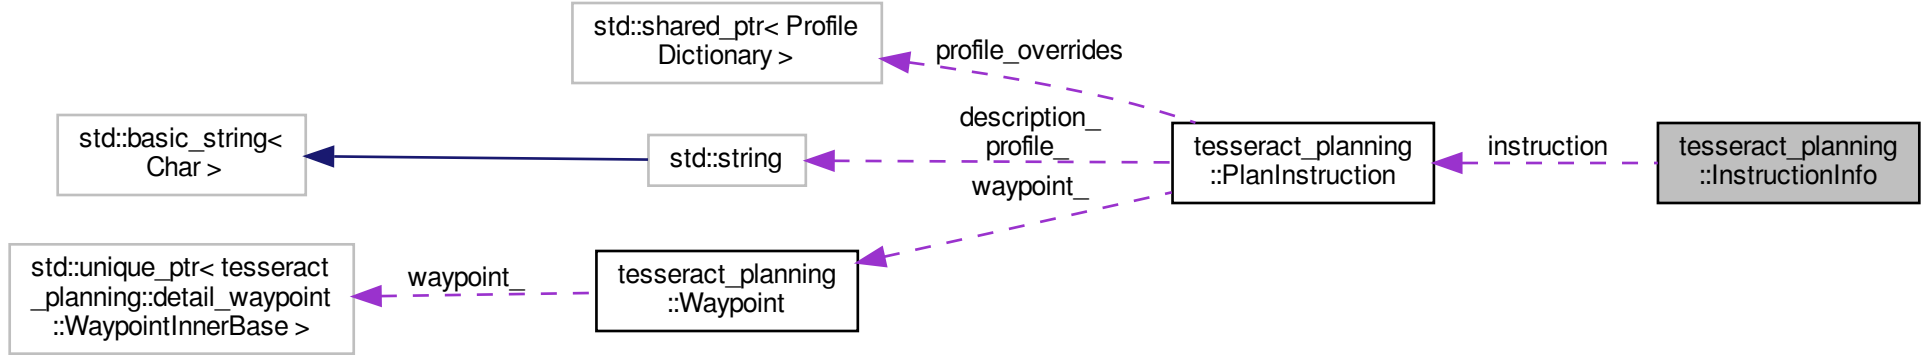 std::shared_ptr< Profile
Dictionary >
profile_overrides
std::basic_string<
Char >
std::string
description_
profile_
tesseract_planning
::PlanInstruction
instruction
tesseract_planning
::InstructionInfo
waypoint_
std::unique_ptr< tesseract
_planning::detail_waypoint
::WaypointInnerBase >
waypoint_
tesseract_planning
::Waypoint